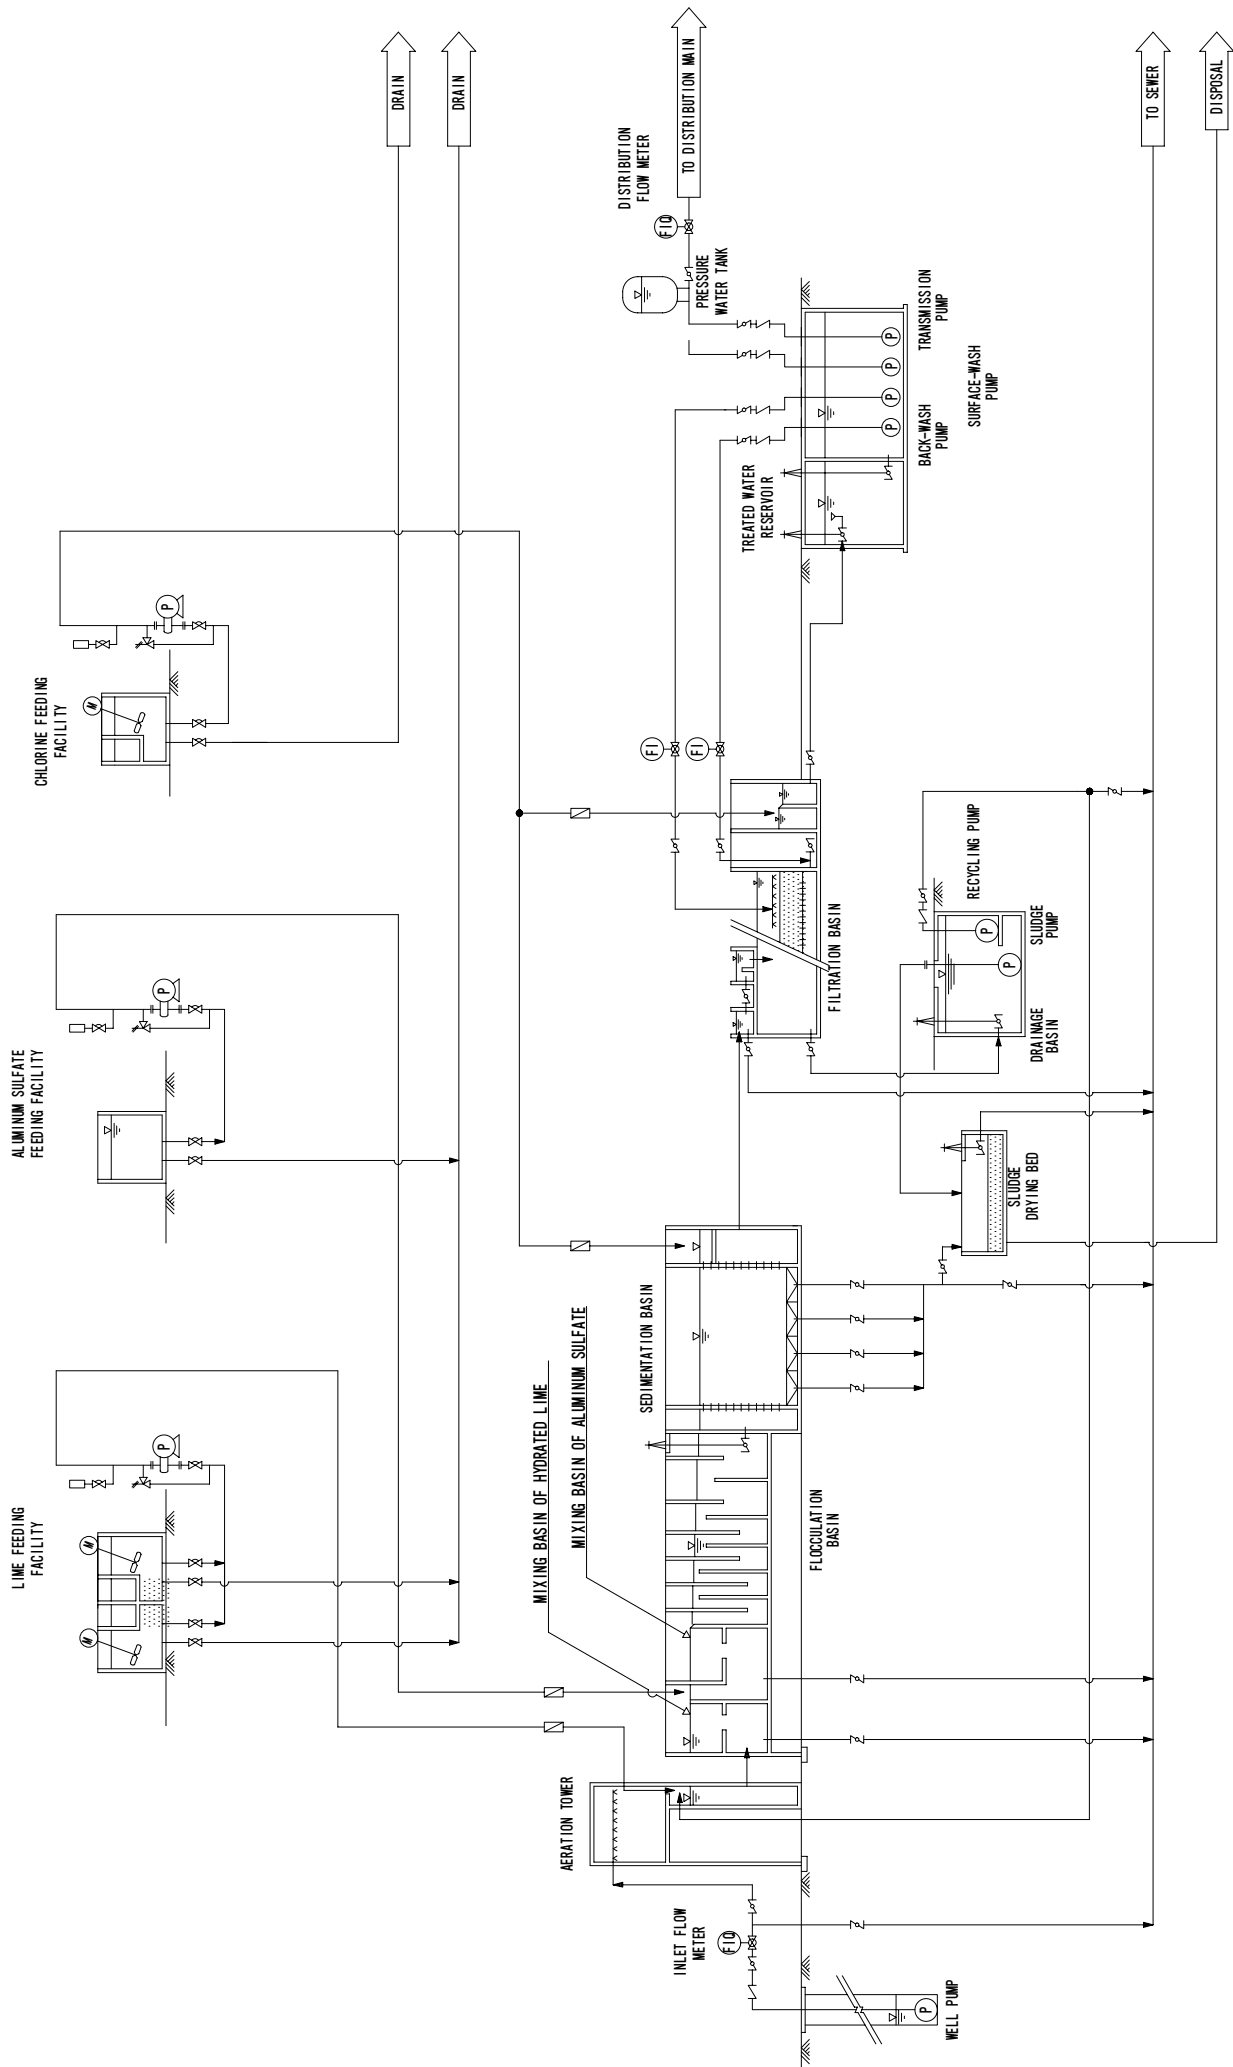 LIME FEEDING
FACILITY
M
M
P
ALUMINUM SULFATE
FEEDING FACILITY
P
CHLORINE FEEDING
FACILITY
M
P
DRAIN
DRAIN
WELL PUMP
P
INLET FLOW
METER
FIQ
AERATION TOWER
MIXING BASIN OF HYDRATED LIME
MIXING BASIN OF ALUMINUM SULFATE
FLOCCULATION
BASIN
SEDIMENTATION BASIN
FILTRATION BASIN
FI
FI
TREATED WATER
RESERVOIR
BACK-WASH
PUMP
SURFACE-WASH
PUMP
TRANSMISSION
PUMP
P
P
P
P
PRESSURE
WATER TANK
DISTRIBUTION
FLOW METER
FIQ
TO DISTRIBUTION MAIN
SLUDGE
DRYING BED
DRAINAGE
BASIN
SLUDGE
PUMP
P
P
RECYCLING PUMP
TO SEWER
DISPOSAL